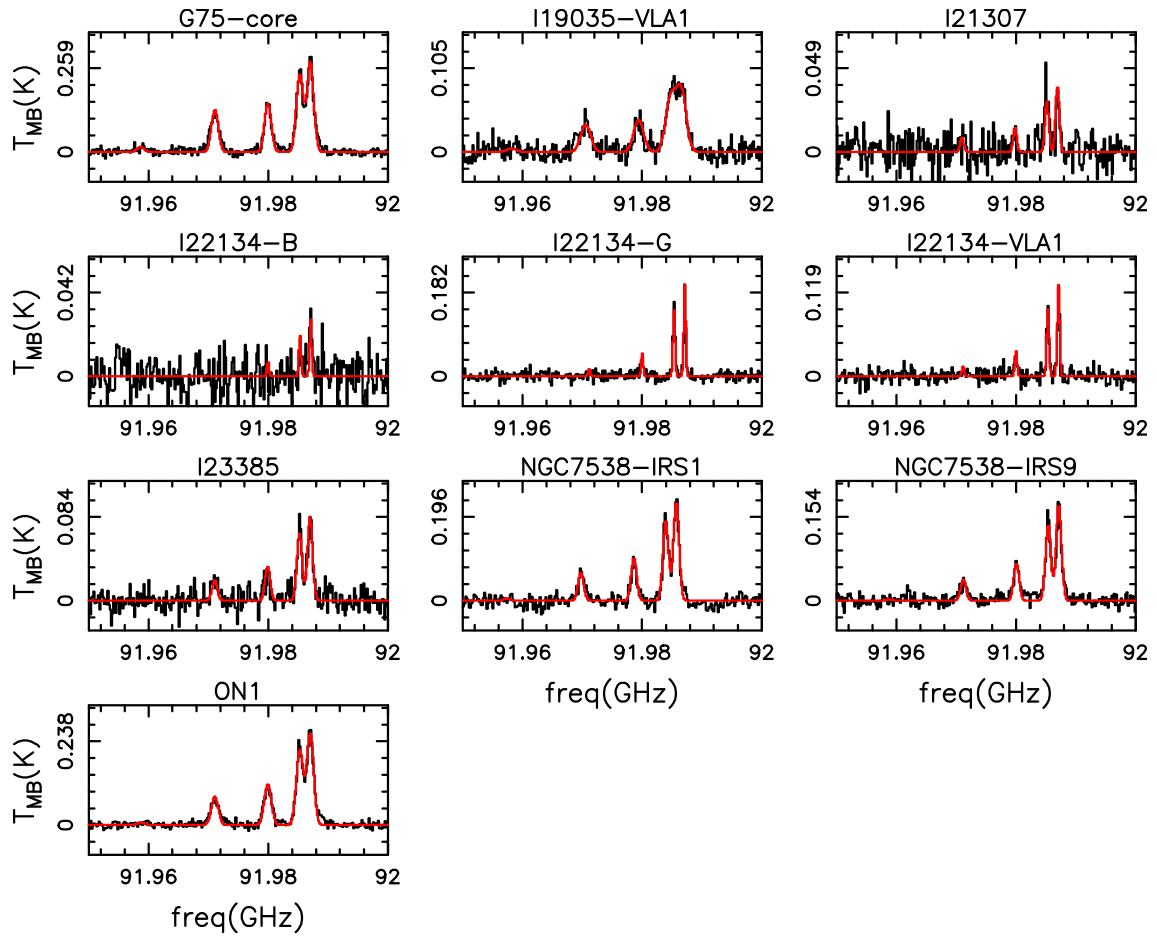 G75-core I19035-VLA1 I21307
T_MB(K) 0.259 0.105 0.049
0 0 0
91.96 91.98 92 91.96 91.98 92 91.96 91.98 92
I22134-B I22134-G I22134-VLA1
T_MB(K) 0.042 0.182 0.119
0 0 0
91.96 91.98 92 91.96 91.98 92 91.96 91.98 92
I23385 NGC7538-IRS1 NGC7538-IRS9
T_MB(K) 0.084 0.196 0.154
0 0 0
91.96 91.98 92 91.96 91.98 92 91.96 91.98 92
freq(GHz) freq(GHz)
ON1
T_MB(K) 0.238
0
91.96 91.98 92
freq(GHz)